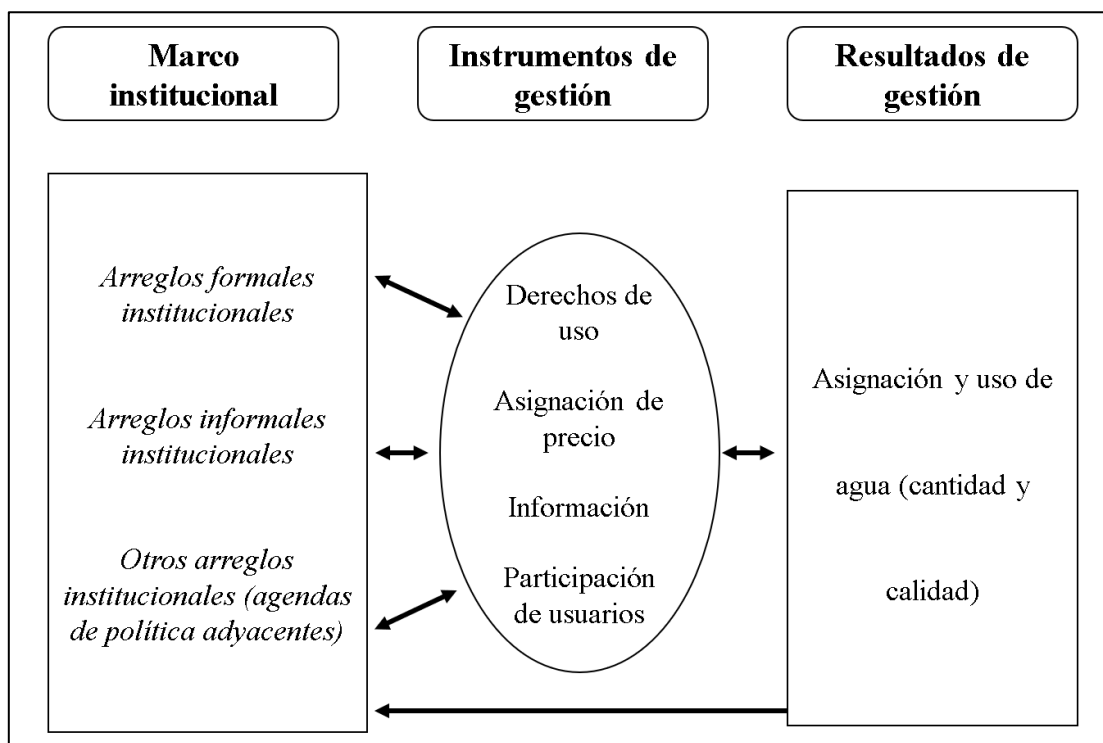 Marco
institucional
Instrumentos de
gestión
Resultados de
gestión
Arreglos formales
institucionales
Arreglos informales
institucionales
Otros arreglos
institucionales (agendas
de política adyacentes)
Derechos de
uso
Asignación de
precio
Información
Participación
de usuarios
Asignación y uso de
agua (cantidad y
calidad)